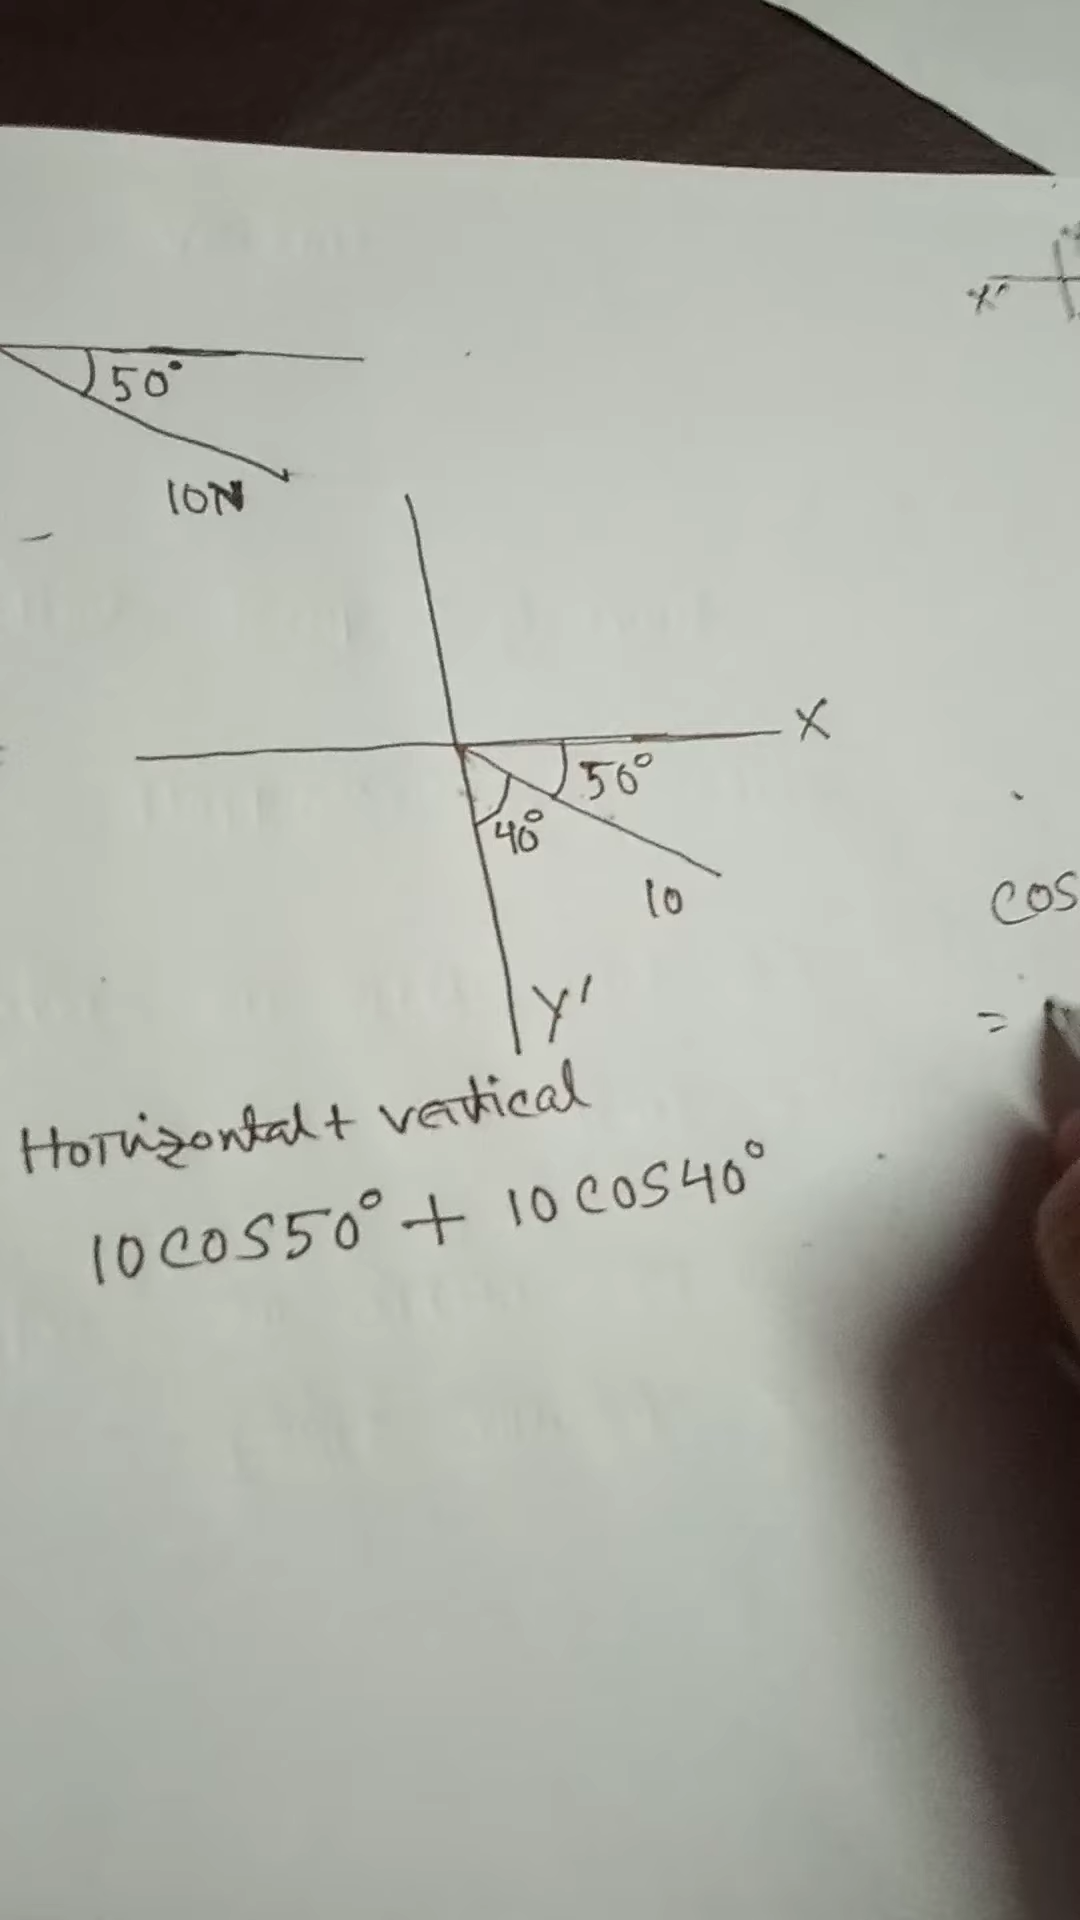 X'
50°
10N
X
50°
40°
10
cos
Y'
=
Horizontal + vertical
10 cos 50° + 10 cos 40°